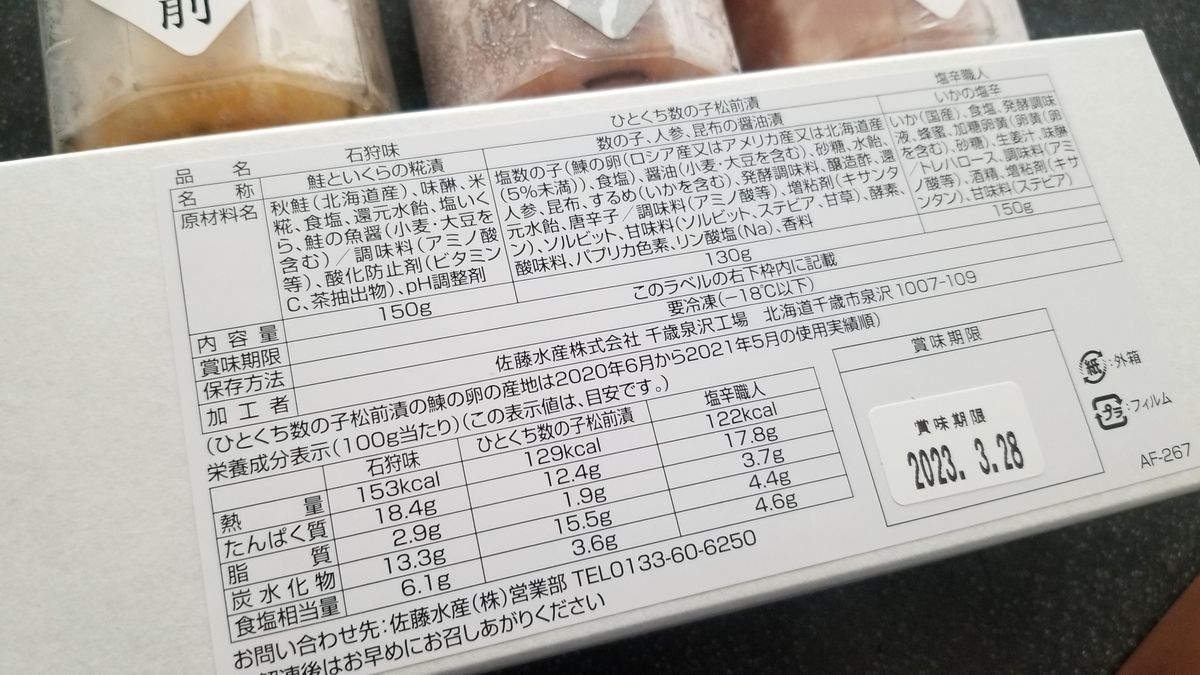 前
品名 石狩味 ひとくち数の子松前漬 塩辛職人
名称 鮭といくらの糀漬 数の子、人参、昆布の醤油漬 いかの塩辛
原材料名
秋鮭(北海道産)、味醂、米
糀、食塩、還元水飴、塩いく
ら、鮭の魚醤(小麦・大豆を
含む)/調味料(アミノ酸
等)、酸化防止剤(ビタミン
C、茶抽出物)、pH調整剤
塩数の子(鰊の卵(ロシア産又はアメリカ産又は北海道産
(5%未満))、食塩)、醤油(小麦・大豆を含む)、砂糖、水飴、
人参、昆布、するめ(いかを含む)、発酵調味料、醸造酢、還
元水飴、唐辛子/調味料(アミノ酸等)、増粘剤(キサンタ
ン)、ソルビット、甘味料(ソルビット、ステビア、甘草)、酵素、
酸味料、パプリカ色素、リン酸塩(Na)、香料
いか(国産)、食塩、発酵調味
液、蜂蜜、加糖卵黄(卵黄(卵
を含む)、砂糖)、生姜汁、味醂
/トレハロース、調味料(アミ
ノ酸等)、酒精、増粘剤(キサ
ンタン)、甘味料(ステビア)
内容量 150g 130g 150g
賞味期限 このラベルの右下枠内に記載
保存方法 要冷凍(−18℃以下)
加工者 佐藤水産株式会社 千歳泉沢工場 北海道千歳市泉沢1007-109
(ひとくち数の子松前漬の鰊の卵の産地は2020年6月から2021年5月の使用実績順)
栄養成分表示(100g当たり)(この表示値は、目安です。)
石狩味 ひとくち数の子松前漬 塩辛職人
熱量 153kcal 129kcal 122kcal
たんぱく質 18.4g 12.4g 17.8g
脂質 2.9g 1.9g 3.7g
炭水化物 13.3g 15.5g 4.4g
食塩相当量 6.1g 3.6g 4.6g
お問い合わせ先:佐藤水産(株)営業部 TEL0133-60-6250
解凍後はお早めにお召しあがりください
賞味期限
賞味期限
2023. 3.28
紙:外箱
プラ:フィルム
AF-267